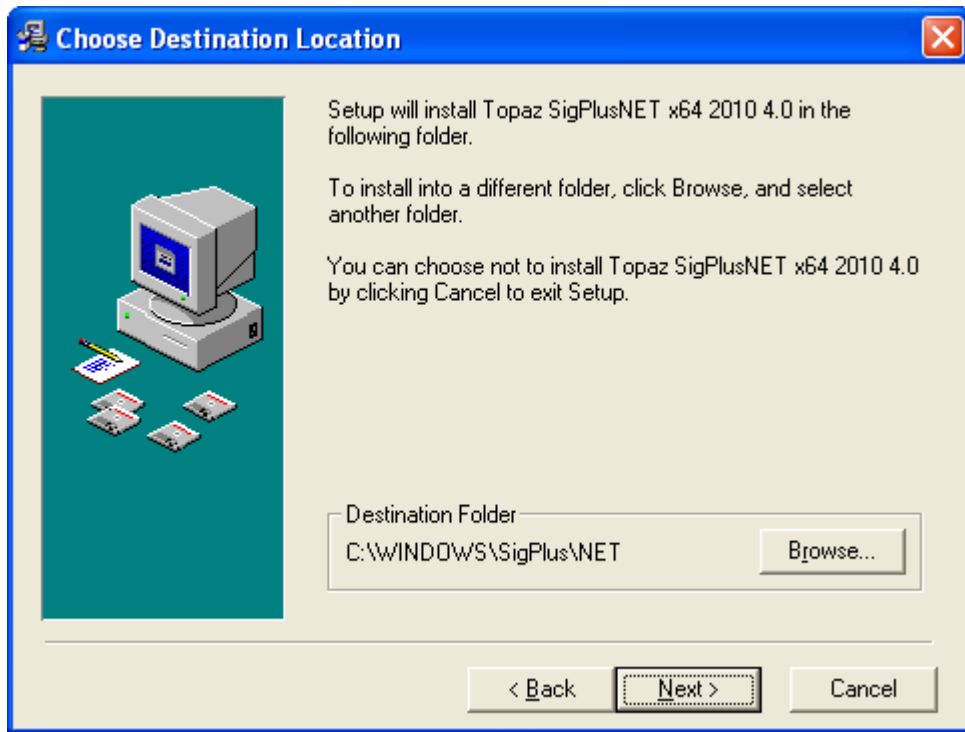 Choose Destination Location
Setup will install Topaz SigPlusNET x64 2010 4.0 in the
following folder.
To install into a different folder, click Browse, and select
another folder.
You can choose not to install Topaz SigPlusNET x64 2010 4.0
by clicking Cancel to exit Setup.
Destination Folder
C:\WINDOWS\SigPlus\NET
Browse...
< Back
Next >
Cancel